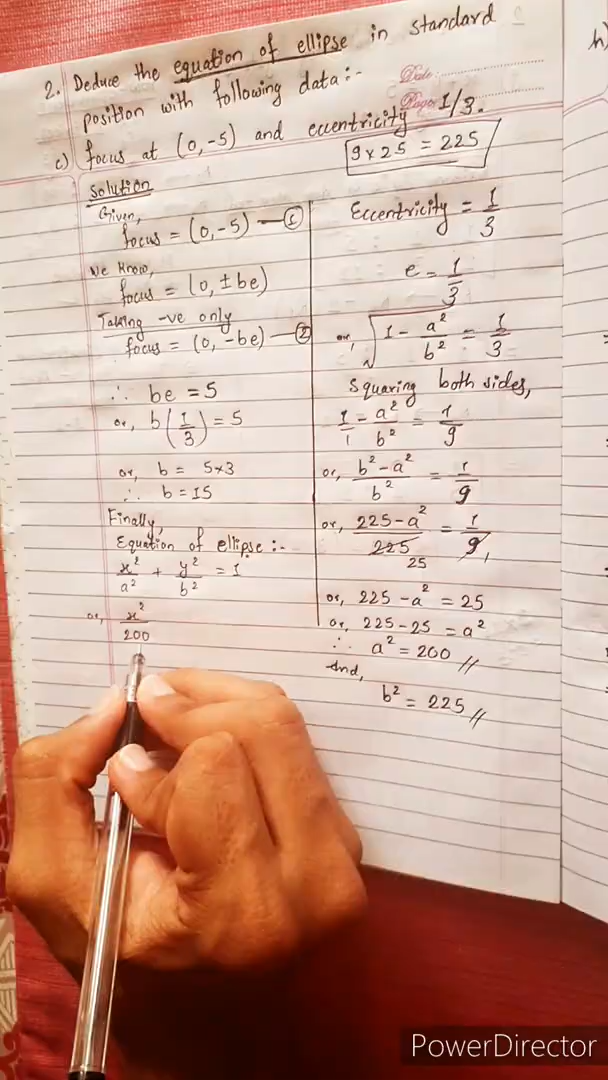 2. Deduce the equation of ellipse in standard
position with following data:-
Date:
Page:
c) focus at (0,-5) and eccentricity 1/3.
9×25 = 225
Solution
Given,
focus = (0,-5) —①
We know,
focus = (0, ±be)
Taking -ve only
focus = (0, -be) —②
∴ be = 5
or, b(1/3) = 5
or, b = 5×3
∴ b = 15
Finally,
Equation of ellipse :-
x²/a² + y²/b² = 1
or, x²/200
Eccentricity = 1/3
e = 1/3
or, √(1 - a²/b²) = 1/3
Squaring both sides,
1/1 - a²/b² = 1/9
or, (b² - a²)/b² = 1/9
or, (225 - a²)/225 = 1/9
25
or, 225 - a² = 25
or, 225 - 25 = a²
∴ a² = 200 //
And,
b² = 225 //
h)
PowerDirector